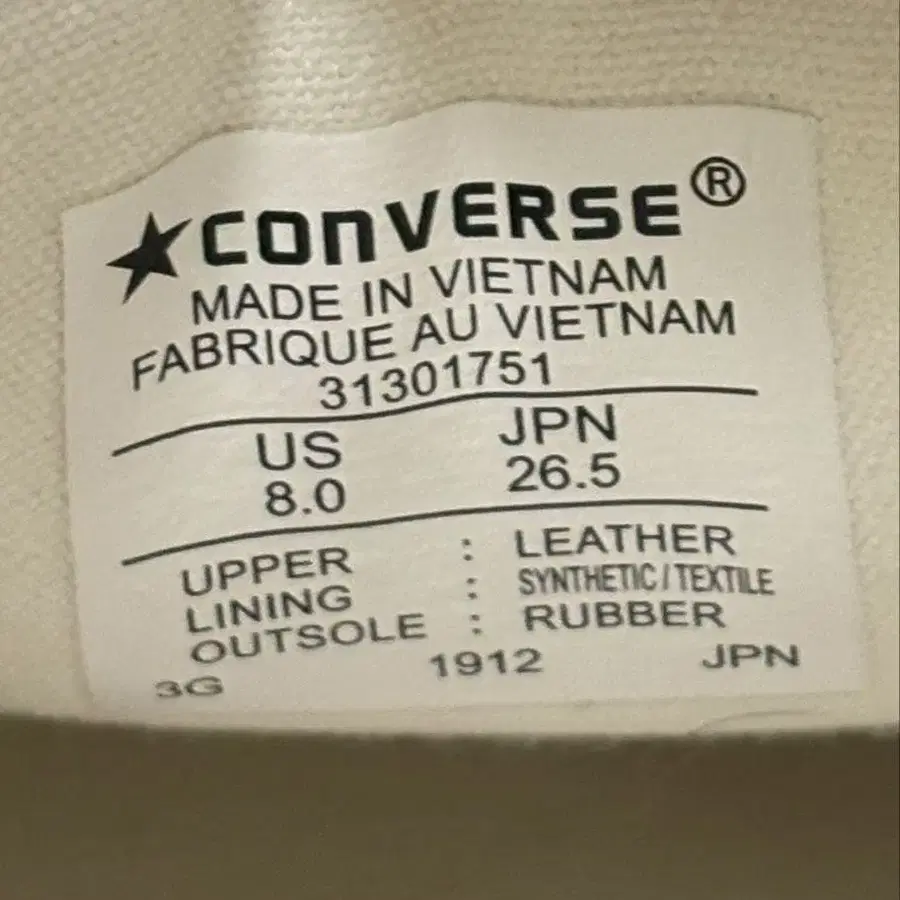 ★CONVERSE®
MADE IN VIETNAM
FABRIQUE AU VIETNAM
31301751
US JPN
8.0 26.5
UPPER : LEATHER
LINING : SYNTHETIC/TEXTILE
OUTSOLE : RUBBER
3G 1912 JPN